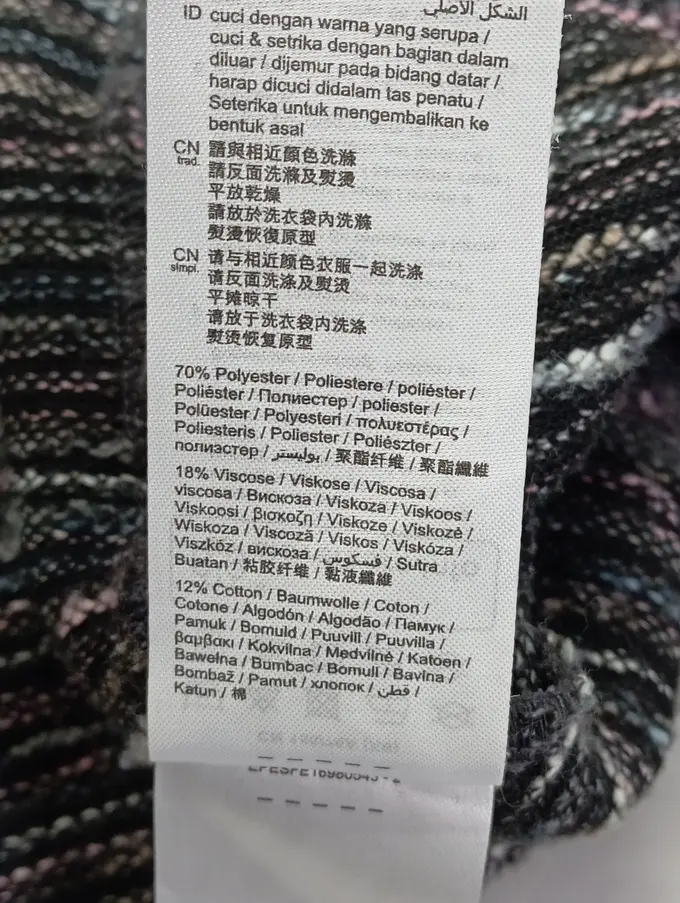 الشكل الأصلي
ID cuci dengan warna yang serupa /
cuci & setrika dengan bagian dalam
diluar / dijemur pada bidang datar /
harap dicuci didalam tas penatu /
Seterika untuk mengembalikan ke
bentuk asal
CN trad. 請與相近顏色洗滌
請反面洗滌及熨燙
平放乾燥
請放於洗衣袋內洗滌
熨燙恢復原型
CN simpl. 请与相近颜色衣服一起洗涤
请反面洗涤及熨烫
平摊晾干
请放于洗衣袋内洗涤
熨烫恢复原型
70% Polyester / Poliestere / poliéster /
Poliéster / Полиестер / poliester /
Polüester / Polyesteri / πολυεστέρας /
Poliesteris / Poliester / Poliészter /
полиэстер / بوليستر / 聚酯纤维 / 聚酯纖維
18% Viscose / Viskose / Viscosa /
viscosa / Вискоза / Viskoza / Viskoos /
Viskoosi / βισκοζη / Viskoze / Viskozė /
Wiskoza / Viscoză / Viskos / Viskóza /
Viszkóz / вискоза / فسكوس / Sutra
Buatan / 粘胶纤维 / 黏液纖維
12% Cotton / Baumwolle / Coton /
Cotone / Algodón / Algodão / Памук /
Pamuk / Bomuld / Puuvill / Puuvilla /
βαμβακι / Kokvilna / Medvilnė / Katoen /
Bawełna / Bumbac / Bomull / Bavlna /
Bombaž / Pamut / хлопок / قطن /
Katun / 棉